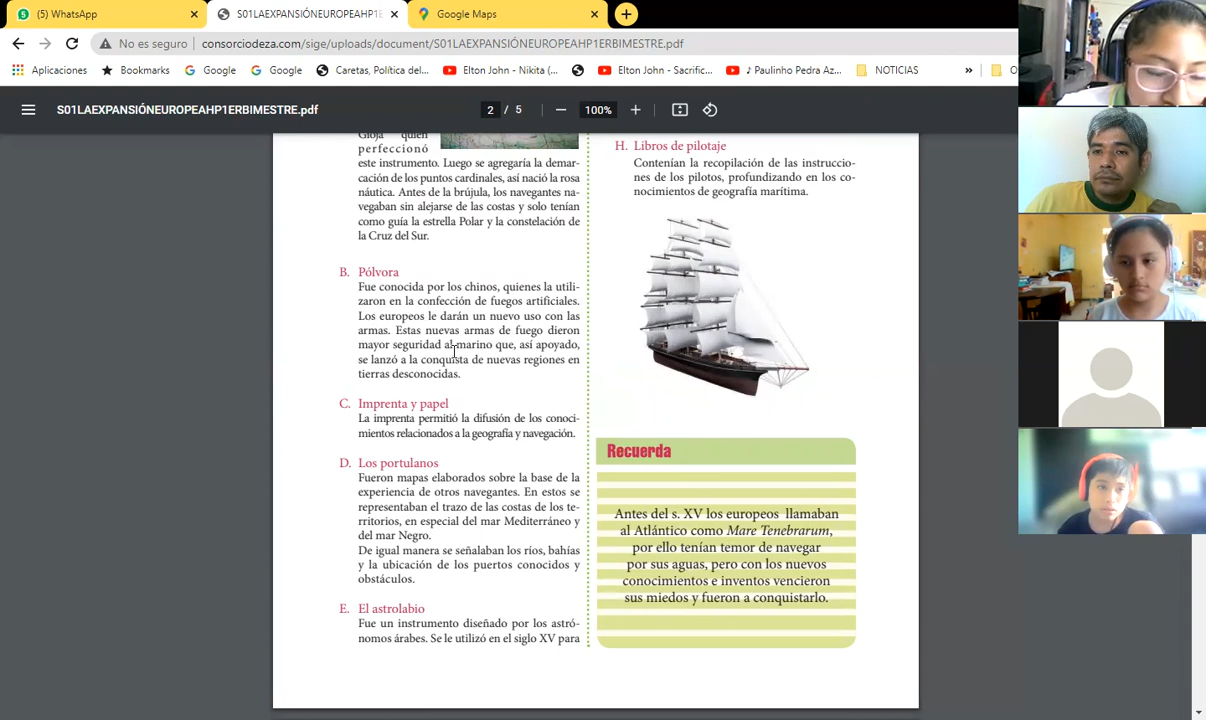 5
(5) WhatsApp
S01LAEXPANSIÓNEUROPEAHP1E
Google Maps
No es seguro
consorciodeza.com/sige/uploads/document/S01LAEXPANSIÓNEUROPEAHP1ERBIMESTRE.pdf
Aplicaciones
Bookmarks
Google
Google
Caretas, Política del...
Elton John - Nikita (...
Elton John - Sacrific...
♪ Paulinho Pedra Az...
NOTICIAS
»
S01LAEXPANSIÓNEUROPEAHP1ERBIMESTRE.pdf
2 / 5
100%
Gioja quien
perfeccionó
este instrumento. Luego se agregaría la demar-
cación de los puntos cardinales, así nació la rosa
náutica. Antes de la brújula, los navegantes na-
vegaban sin alejarse de las costas y solo tenían
como guía la estrella Polar y la constelación de
la Cruz del Sur.
B. Pólvora
Fue conocida por los chinos, quienes la utili-
zaron en la confección de fuegos artificiales.
Los europeos le darán un nuevo uso con las
armas. Estas nuevas armas de fuego dieron
mayor seguridad al marino que, así apoyado,
se lanzó a la conquista de nuevas regiones en
tierras desconocidas.
C. Imprenta y papel
La imprenta permitió la difusión de los conoci-
mientos relacionados a la geografía y navegación.
D. Los portulanos
Fueron mapas elaborados sobre la base de la
experiencia de otros navegantes. En estos se
representaban el trazo de las costas de los te-
rritorios, en especial del mar Mediterráneo y
del mar Negro.
De igual manera se señalaban los ríos, bahías
y la ubicación de los puertos conocidos y
obstáculos.
E. El astrolabio
Fue un instrumento diseñado por los astró-
nomos árabes. Se le utilizó en el siglo XV para
H. Libros de pilotaje
Contenían la recopilación de las instruccio-
nes de los pilotos, profundizando en los co-
nocimientos de geografía marítima.
Recuerda
Antes del s. XV los europeos llamaban
al Atlántico como Mare Tenebrarum,
por ello tenían temor de navegar
por sus aguas, pero con los nuevos
conocimientos e inventos vencieron
sus miedos y fueron a conquistarlo.